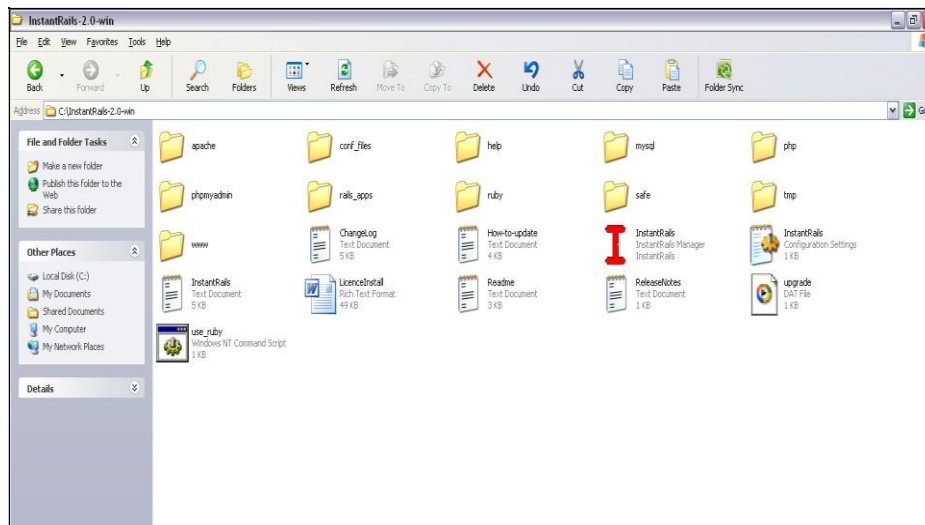 InstantRails-2.0-win
File Edit View Favorites Tools Help
Back Forward Up Search Folders Views Refresh Move To Copy To Delete Undo Cut Copy Paste Folder Sync
Address C:\InstantRails-2.0-win
File and Folder Tasks
Make a new folder
Publish this folder to the
Web
Share this folder
Other Places
Local Disk (C:)
My Documents
Shared Documents
My Computer
My Network Places
Details
apache conf_files help mysql php
phpmyadmin rails_apps ruby safe tmp
www
ChangeLog
Text Document
5 KB
How-to-update
Text Document
4 KB
InstantRails
InstantRails Manager
InstantRails
InstantRails
Configuration Settings
1 KB
InstantRails
Text Document
5 KB
LicenceInstall
Rich Text Format
49 KB
Readme
Text Document
3 KB
ReleaseNotes
Text Document
1 KB
upgrade
DAT File
1 KB
use_ruby
Windows NT Command Script
1 KB